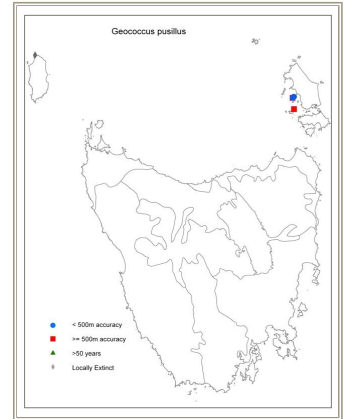 Geococcus pusillus
< 500m accuracy
>= 500m accuracy
>50 years
Locally Extinct